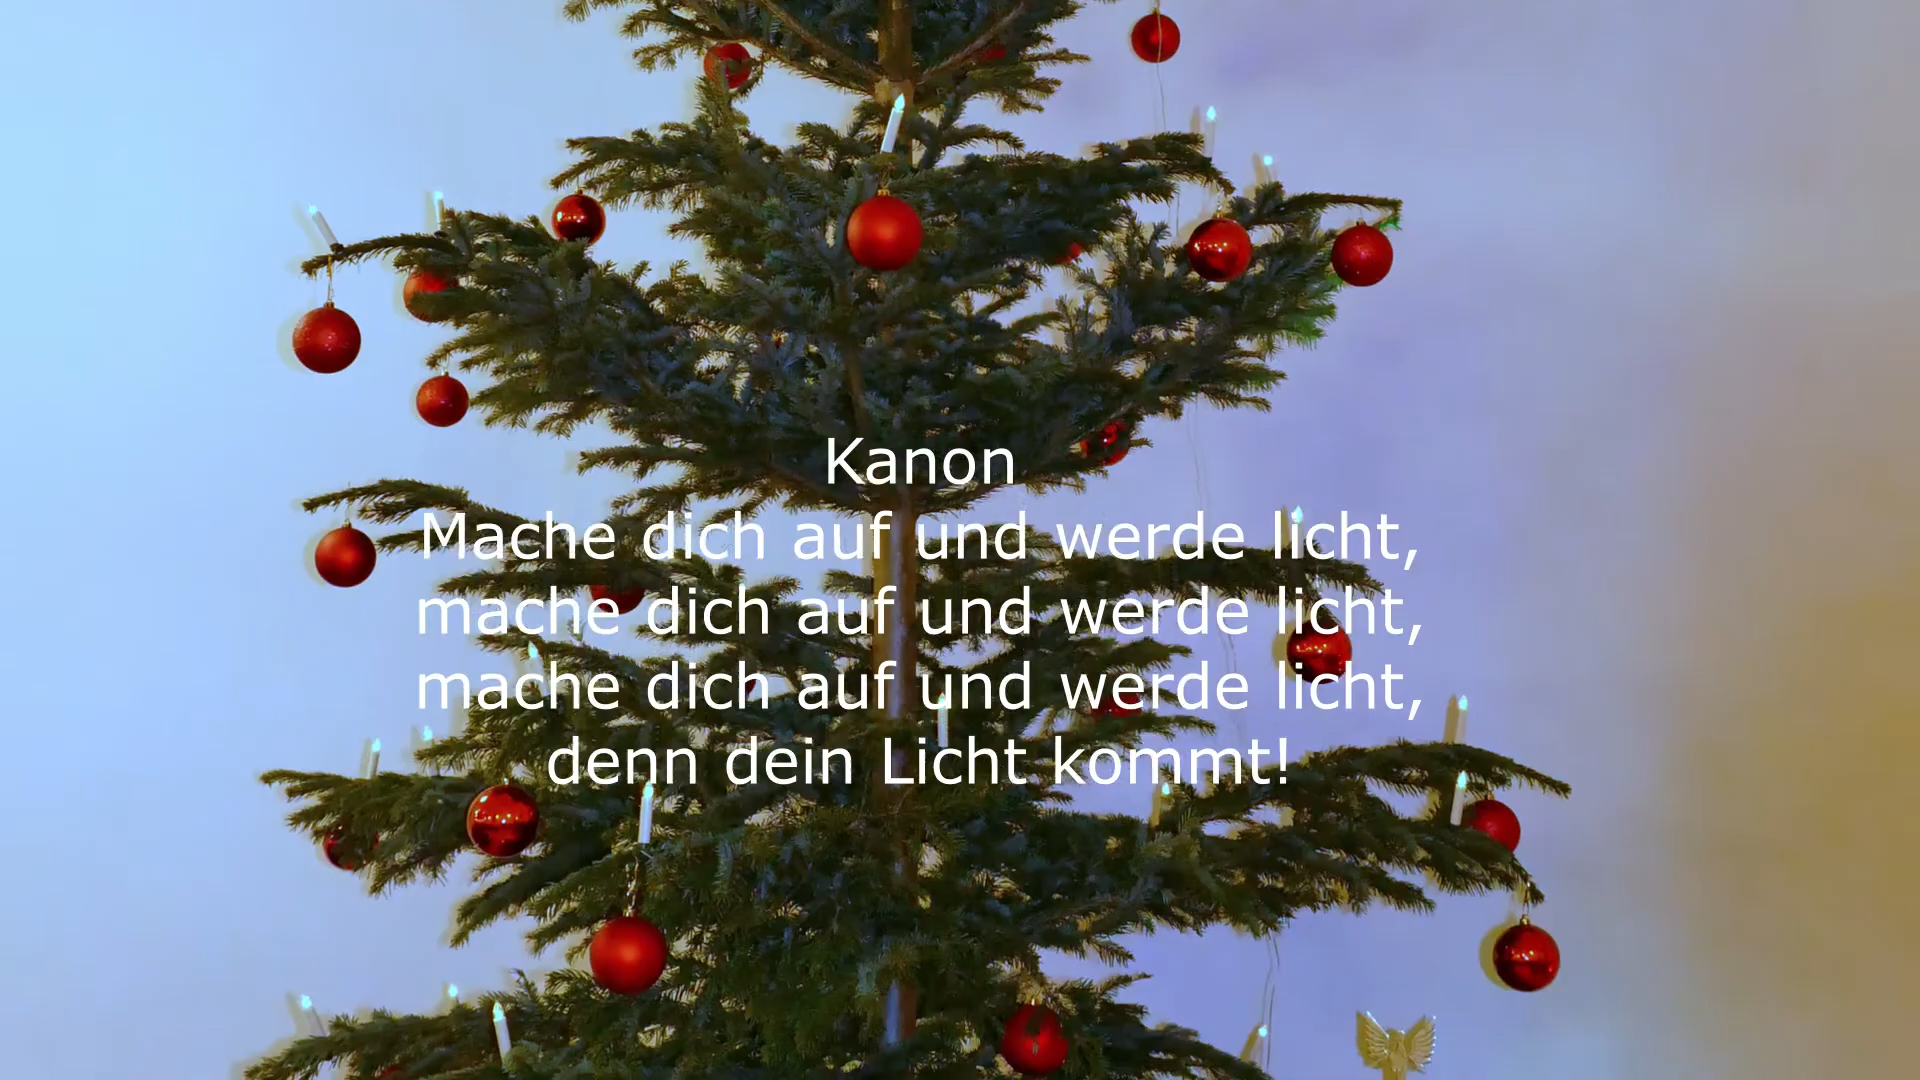 Kanon
Mache dich auf und werde licht,
mache dich auf und werde licht,
mache dich auf und werde licht,
denn dein Licht kommt!